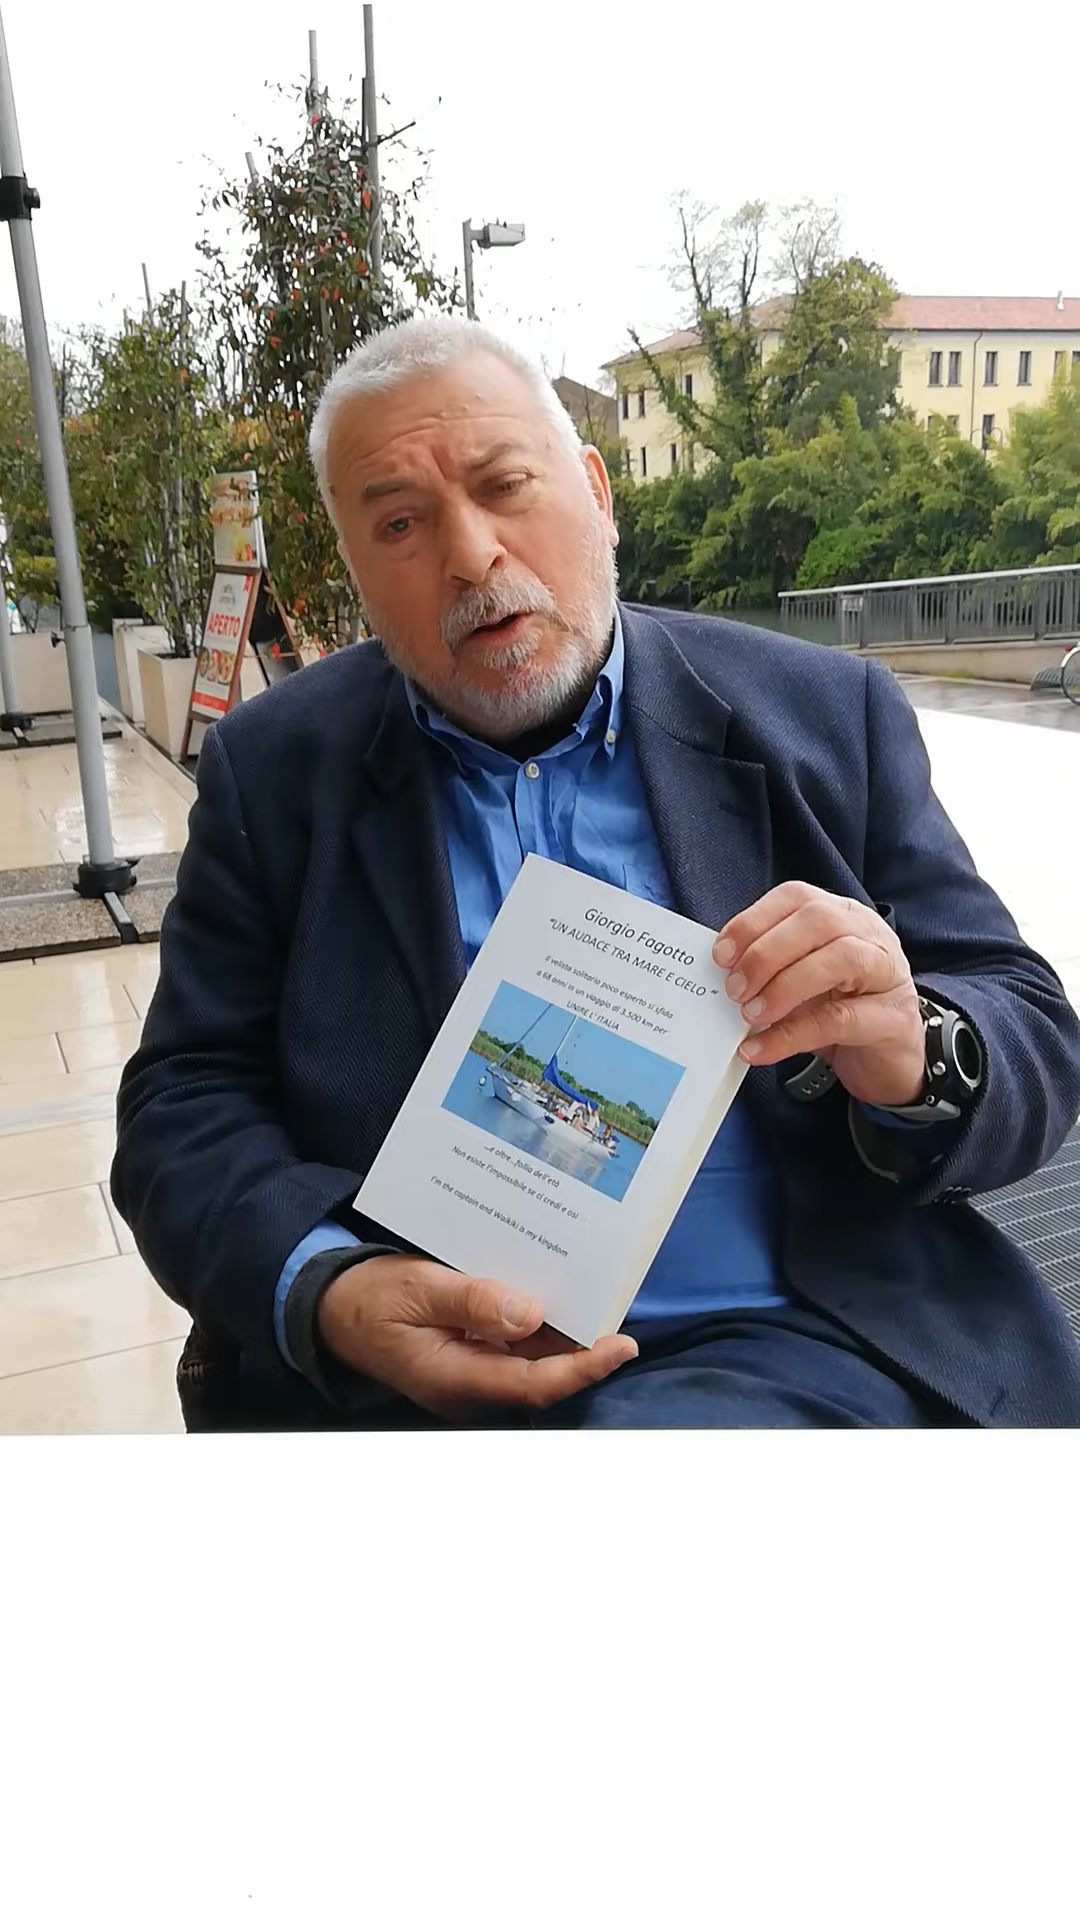 APERTO
Giorgio Fagotto
"UN AUDACE TRA MARE E CIELO "
Il velista solitario poco esperto si sfida
a 68 anni in un viaggio di 3.500 km per
UNIRE L' ITALIA
...e oltre...follia dell'età
Non esiste l'impossibile se ci credi e osi
I'm the captain and Waikiki is my kingdom